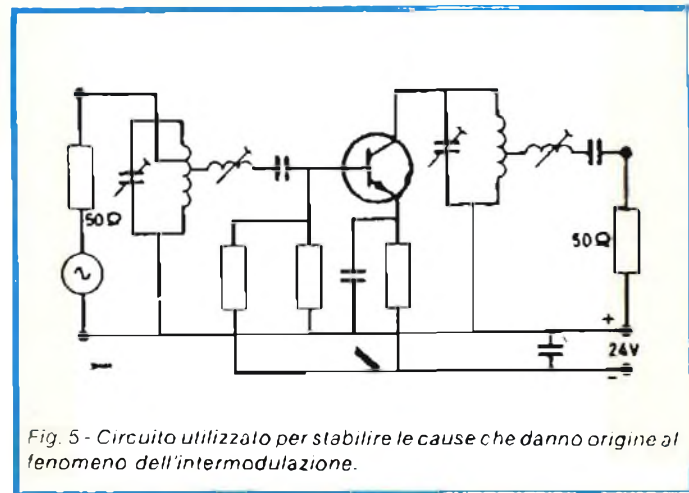 50Ω
~
50Ω
+
24V
-
-
Fig. 5 - Circuito utilizzato per stabilire le cause che danno origine al
fenomeno dell'intermodulazione.